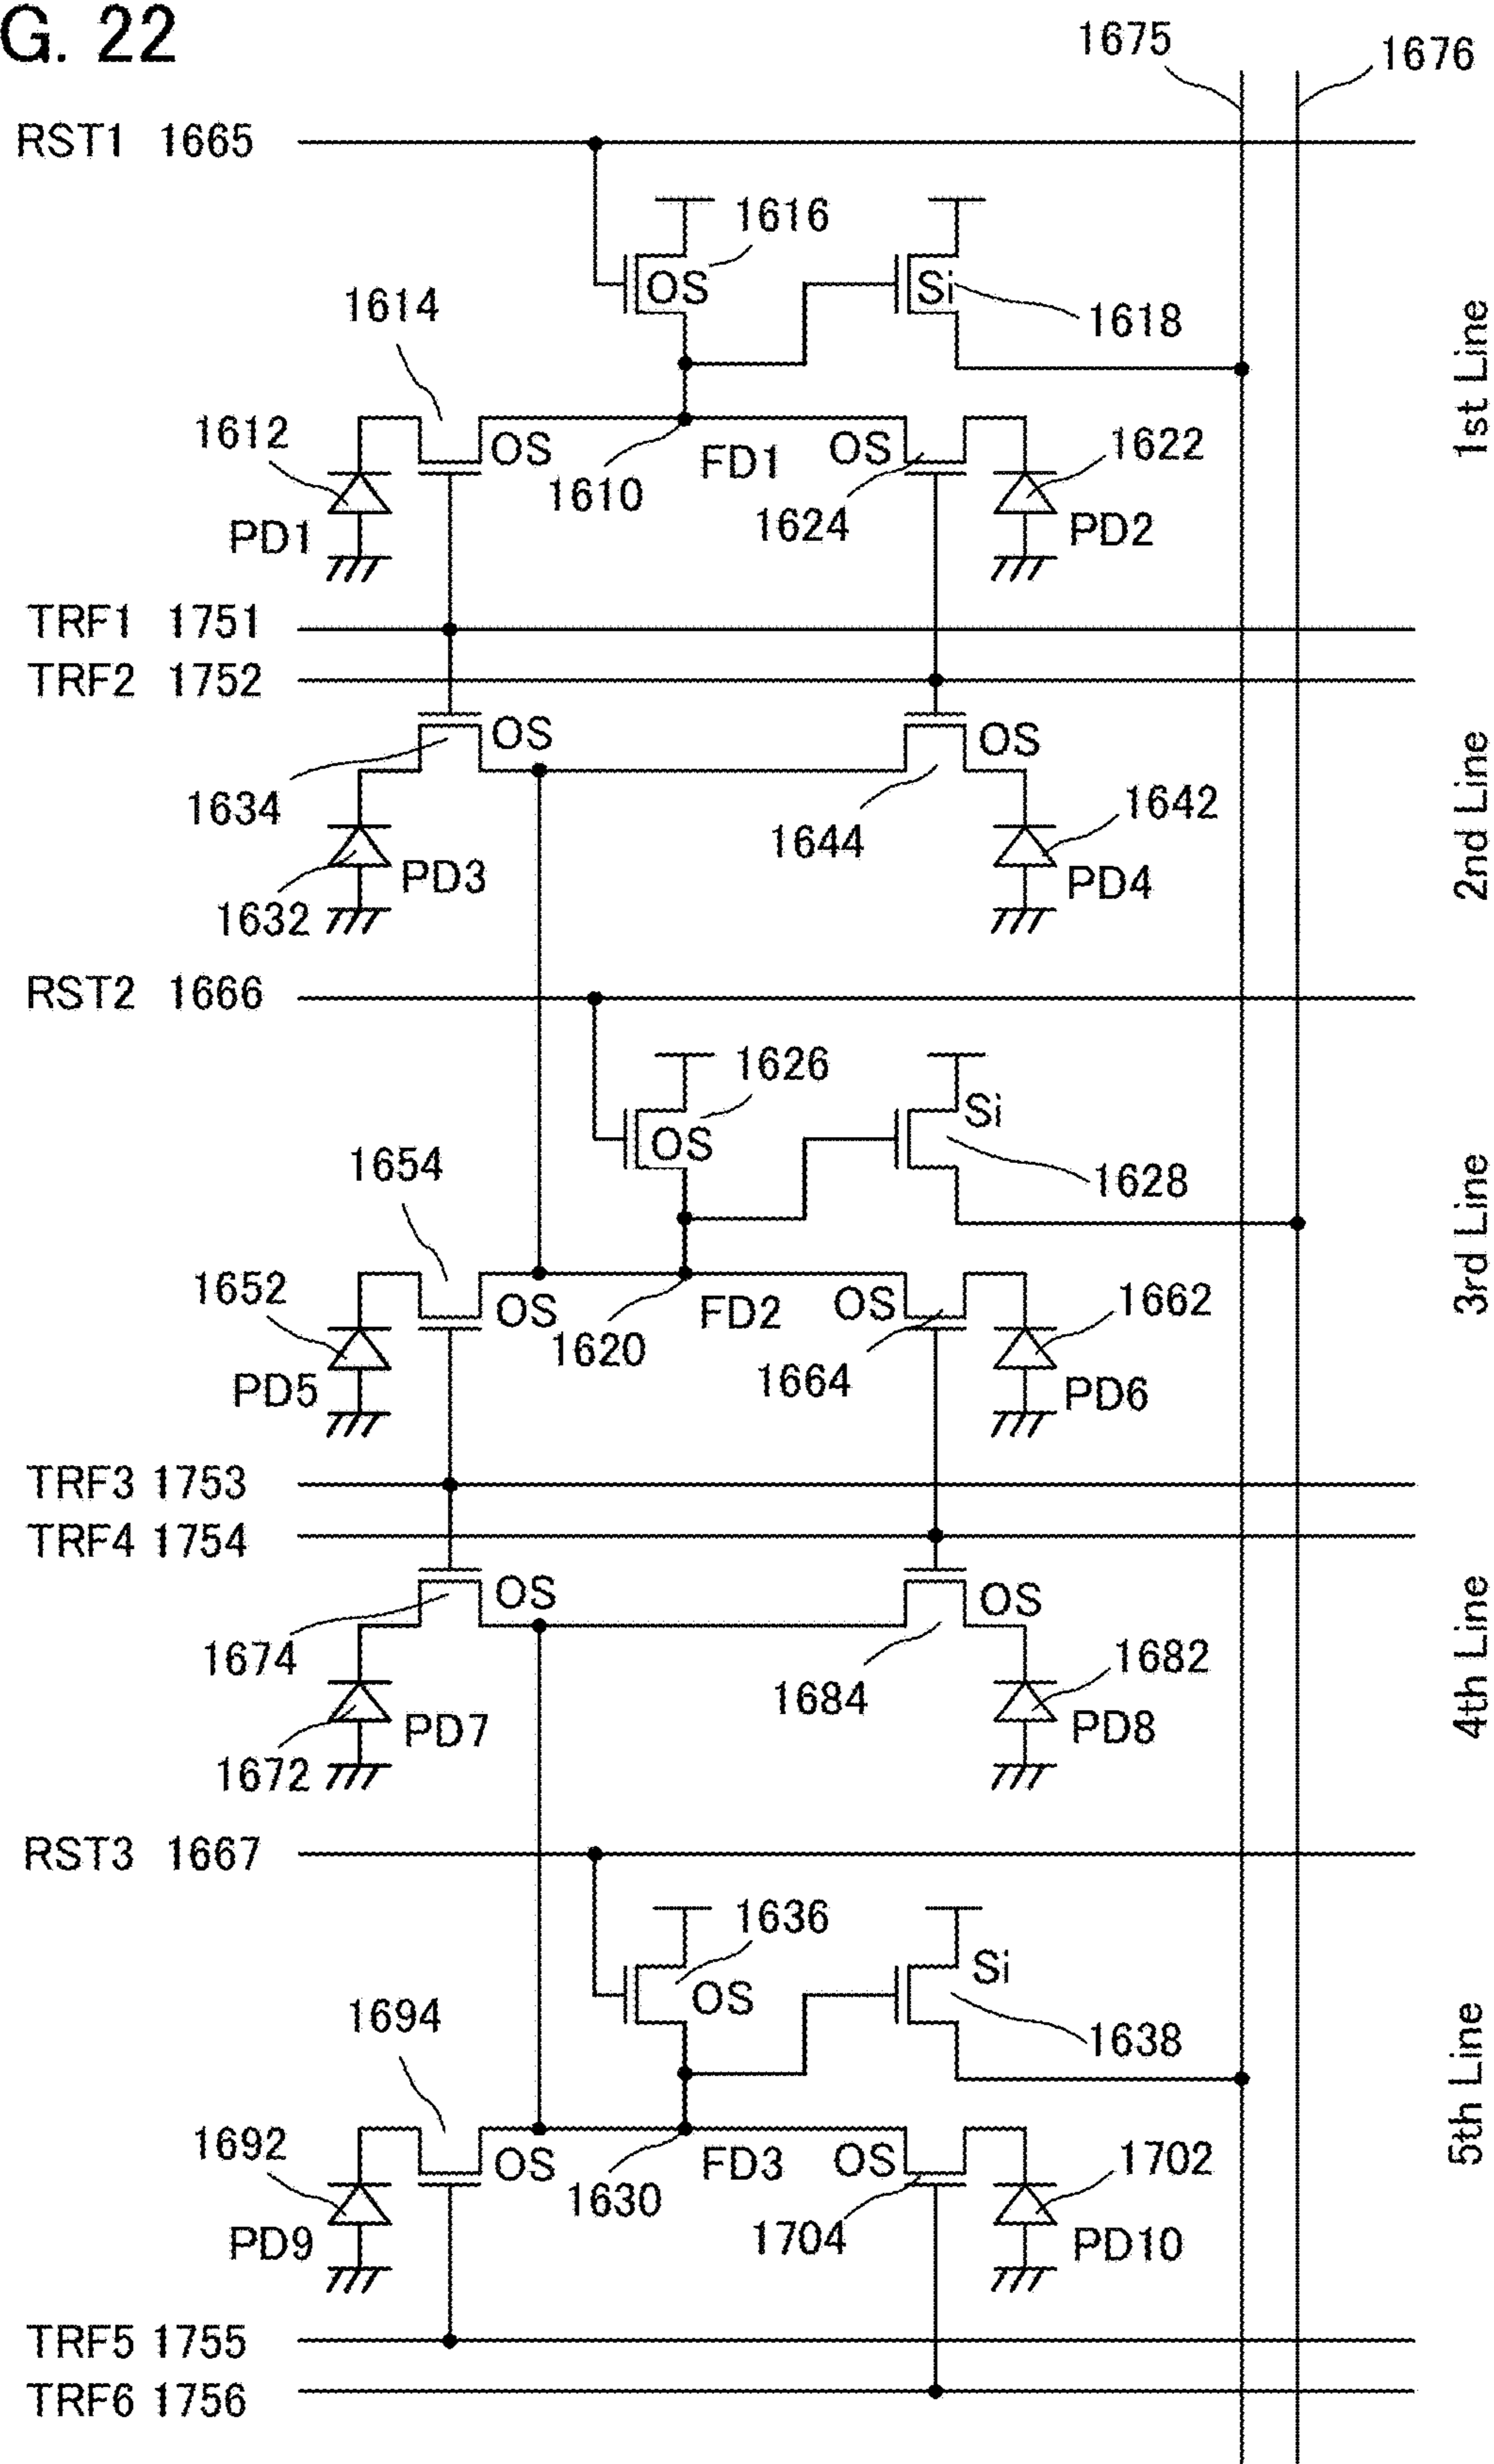 G. 22
1675
1676
RST1 1665
1616
OS
Si
1614
1618
1612
OS
FD1
OS
1622
1610
1624
PD1
PD2
1st Line
TRF1 1751
TRF2 1752
OS
OS
1634
1644
1642
PD3
PD4
1632
2nd Line
RST2 1666
1626
Si
OS
1654
1628
1652
OS
FD2
OS
1662
1620
1664
PD5
PD6
3rd Line
TRF3 1753
TRF4 1754
OS
OS
1674
1684
1682
PD7
PD8
1672
4th Line
RST3 1667
1636
Si
OS
1694
1638
1692
OS
FD3
OS
1702
1630
1704
PD9
PD10
5th Line
TRF5 1755
TRF6 1756